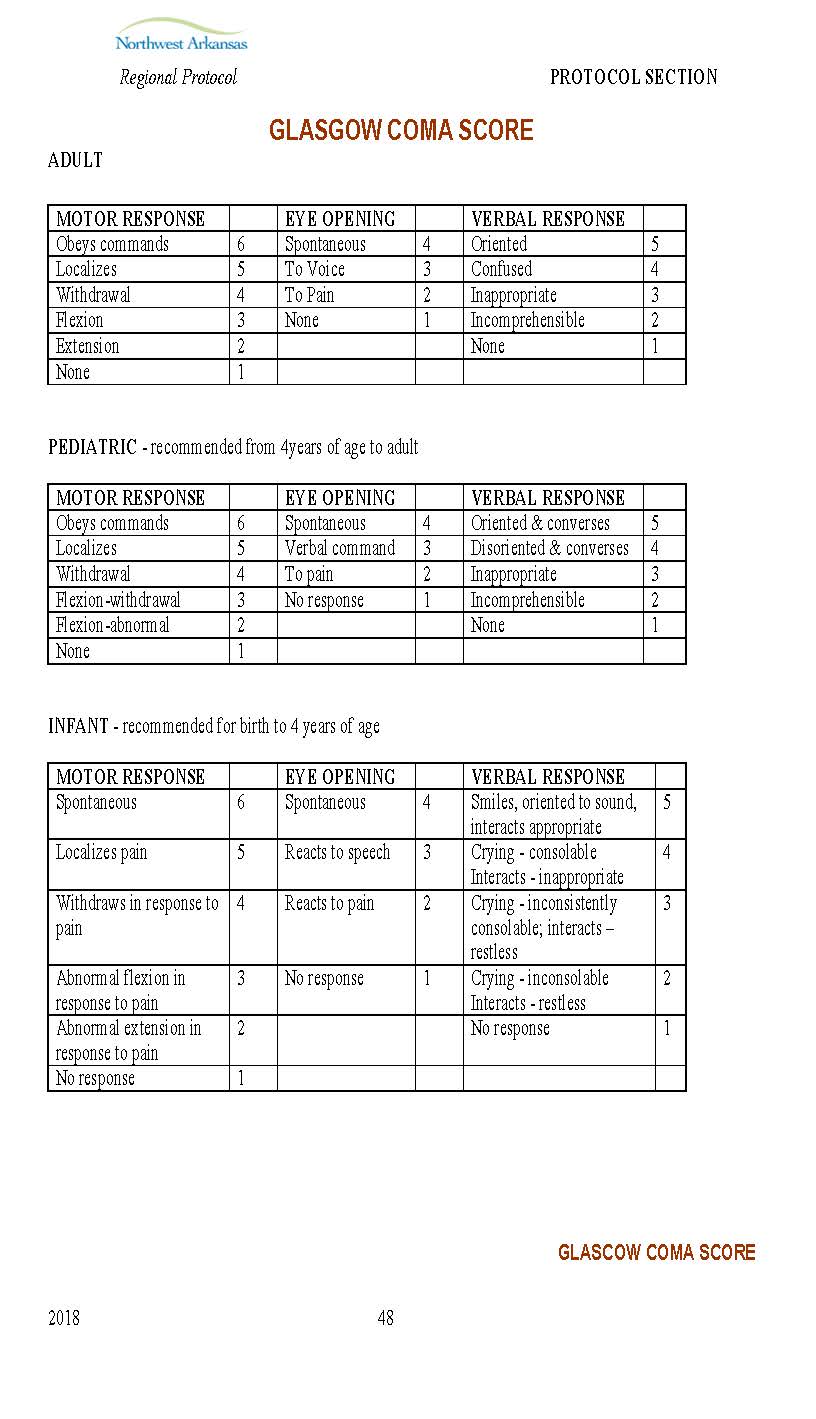 Northwest Arkansas
Regional Protocol PROTOCOL SECTION
GLASGOW COMA SCORE
ADULT
MOTOR RESPONSE EYE OPENING VERBAL RESPONSE
Obeys commands 6 Spontaneous 4 Oriented 5
Localizes 5 To Voice 3 Confused 4
Withdrawal 4 To Pain 2 Inappropriate 3
Flexion 3 None 1 Incomprehensible 2
Extension 2 None 1
None 1
PEDIATRIC - recommended from 4years of age to adult
MOTOR RESPONSE EYE OPENING VERBAL RESPONSE
Obeys commands 6 Spontaneous 4 Oriented & converses 5
Localizes 5 Verbal command 3 Disoriented & converses 4
Withdrawal 4 To pain 2 Inappropriate 3
Flexion-withdrawal 3 No response 1 Incomprehensible 2
Flexion-abnormal 2 None 1
None 1
INFANT - recommended for birth to 4 years of age
MOTOR RESPONSE EYE OPENING VERBAL RESPONSE
Spontaneous 6 Spontaneous 4 Smiles, oriented to sound, 5
interacts appropriate
Localizes pain 5 Reacts to speech 3 Crying - consolable 4
Interacts - inappropriate
Withdraws in response to 4 Reacts to pain 2 Crying - inconsistently 3
pain consolable; interacts –
restless
Abnormal flexion in 3 No response 1 Crying - inconsolable 2
response to pain Interacts - restless
Abnormal extension in 2 No response 1
response to pain
No response 1
GLASCOW COMA SCORE
2018 48